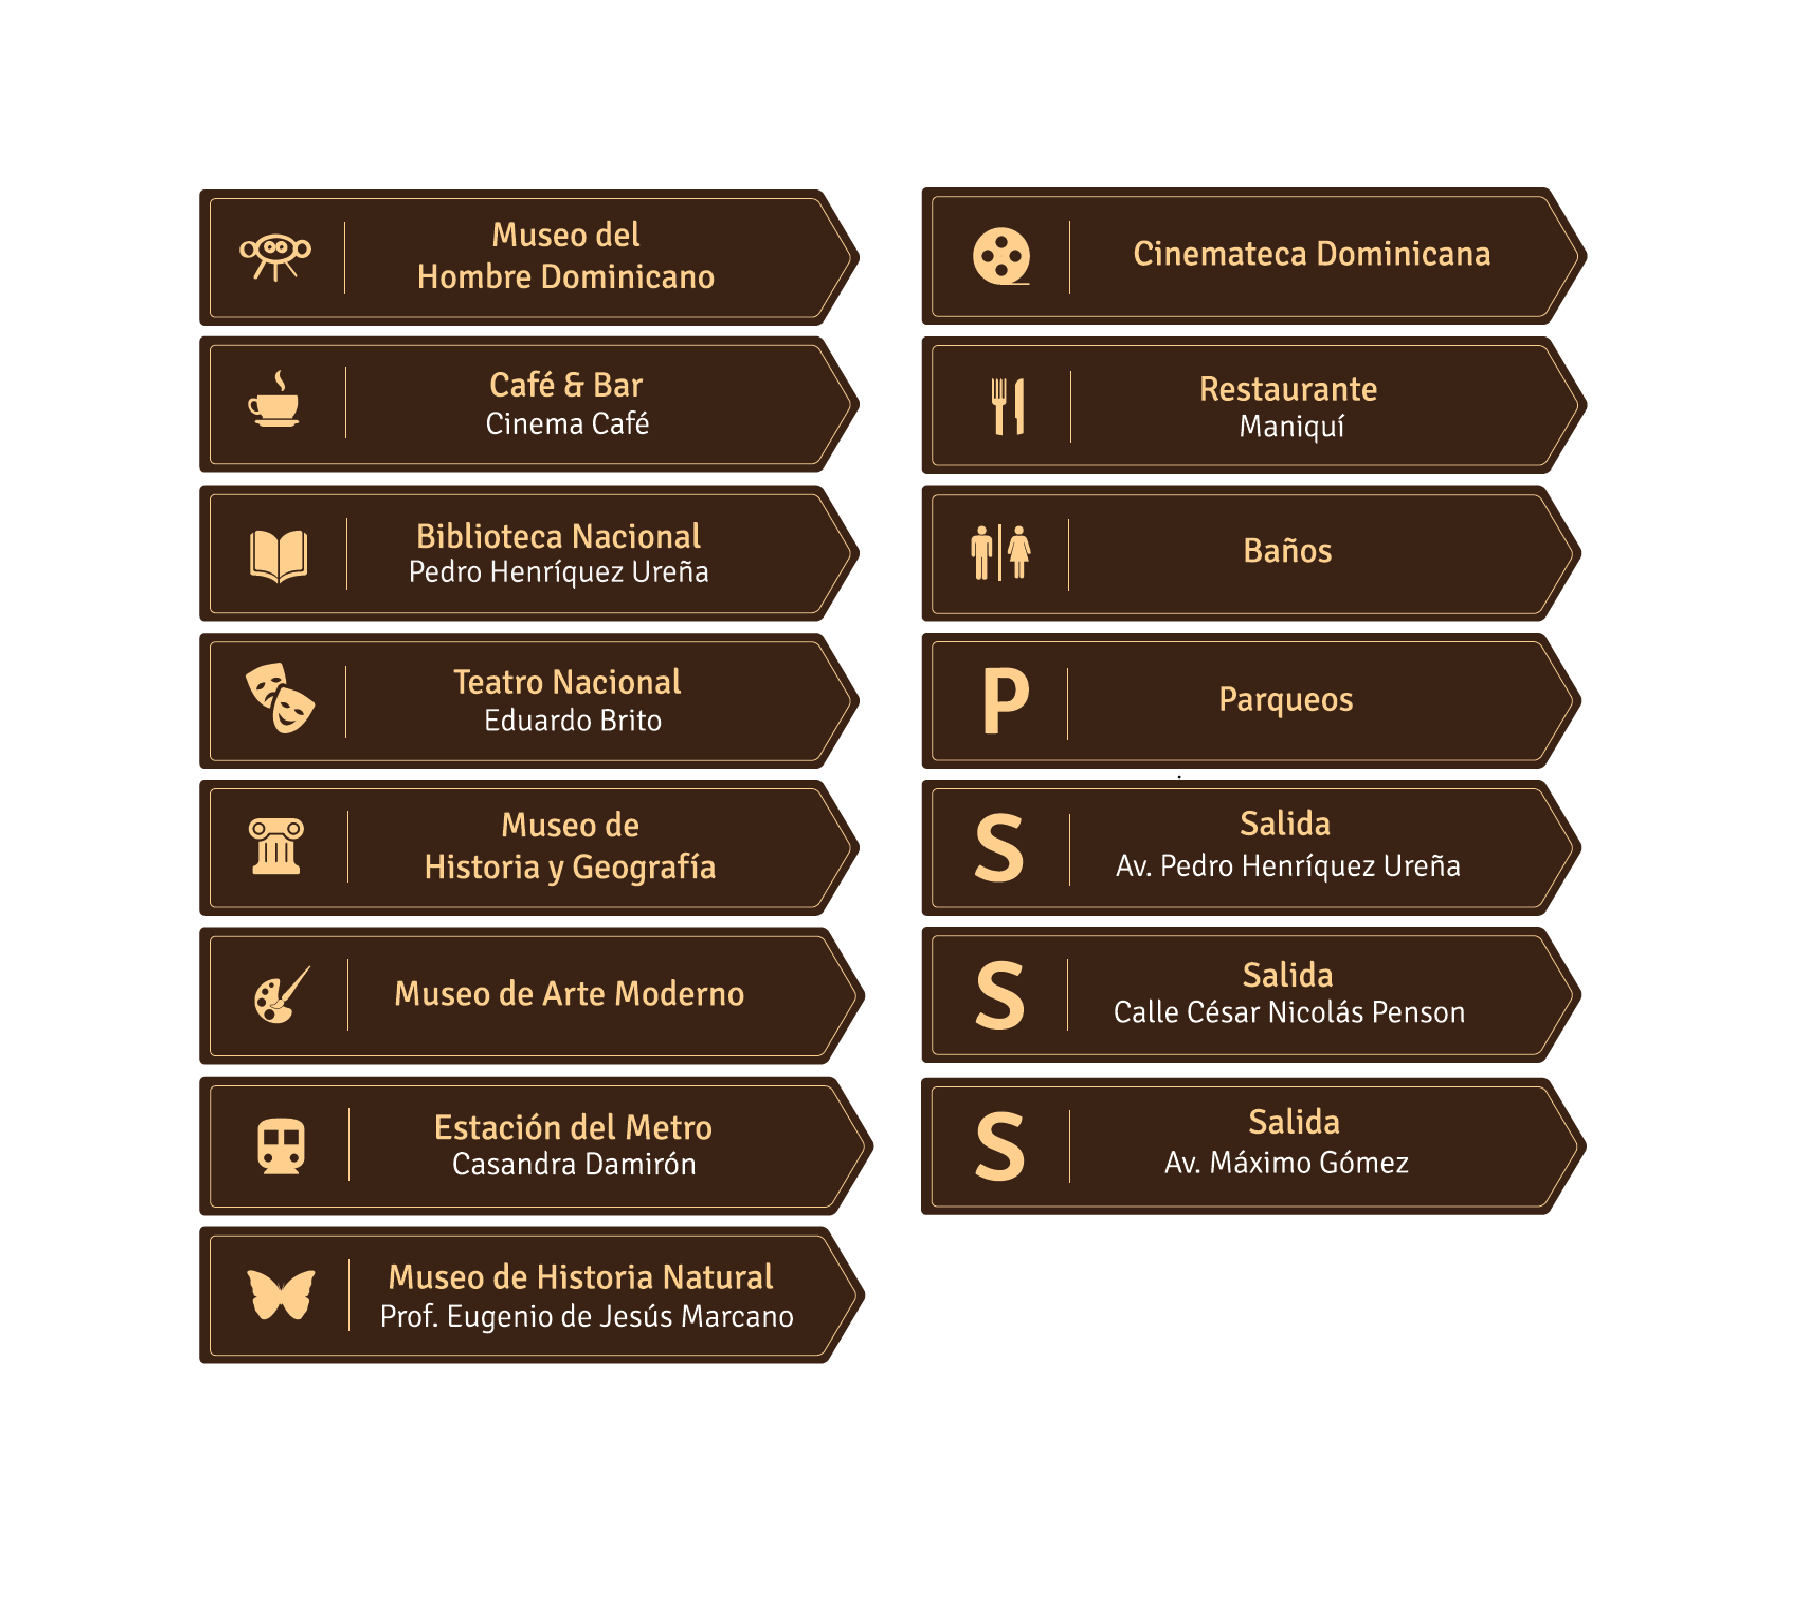 Museo del
Hombre Dominicano
Café & Bar
Cinema Café
Biblioteca Nacional
Pedro Henríquez Ureña
Teatro Nacional
Eduardo Brito
Museo de
Historia y Geografía
Museo de Arte Moderno
Estación del Metro
Casandra Damirón
Museo de Historia Natural
Prof. Eugenio de Jesús Marcano
Cinemateca Dominicana
Restaurante
Maniquí
Baños
P
Parqueos
S
Salida
Av. Pedro Henríquez Ureña
S
Salida
Calle César Nicolás Penson
S
Salida
Av. Máximo Gómez